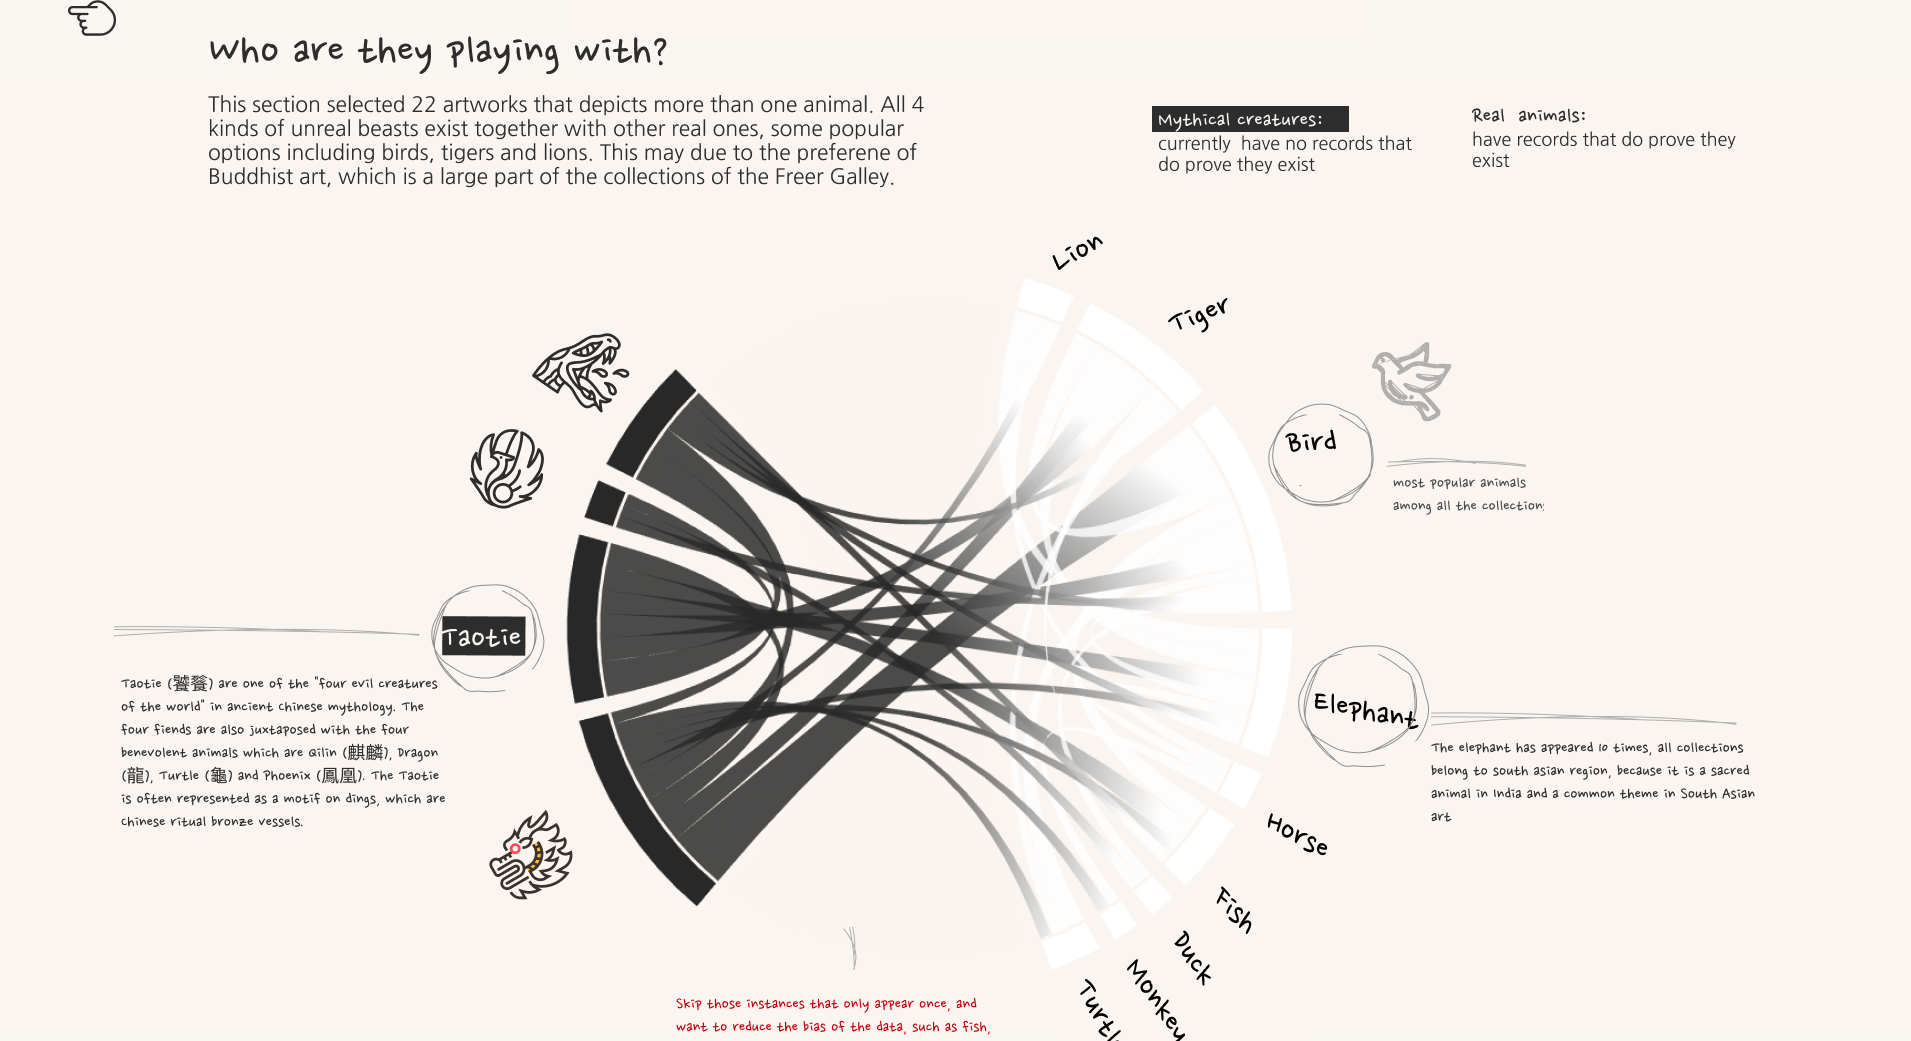 Who are they playing with?
This section selected 22 artworks that depicts more than one animal. All 4
kinds of unreal beasts exist together with other real ones, some popular
options including birds, tigers and lions. This may due to the preferene of
Buddhist art, which is a large part of the collections of the Freer Galley.
Mythical creatures:
currently have no records that
do prove they exist
Real animals:
have records that do prove they
exist
Lion
Tiger
Bird
most popular animals
among all the collection
Taotie
Taotie (饕餮) are one of the "four evil creatures
of the world" in ancient chinese mythology. The
four fiends are also juxtaposed with the four
benevolent animals which are Qilin (麒麟), Dragon
(龍), Turtle (龜) and Phoenix (鳳凰). The Taotie
is often represented as a motif on dings, which are
chinese ritual bronze vessels.
Elephant
The elephant has appeared 10 times, all collections
belong to south asian region, because it is a sacred
animal in India and a common theme in South Asian
art
Horse
Fish
Duck
Monkey
Turtl
Skip those instances that only appear once, and
want to reduce the bias of the data, such as fish,